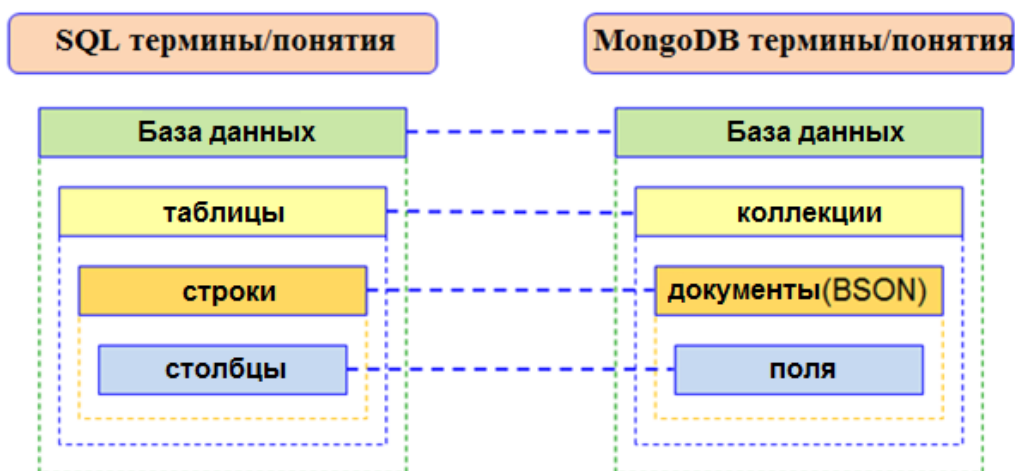 SQL термины/понятия
MongoDB термины/понятия
База данных
База данных
таблицы
коллекции
строки
документы(BSON)
столбцы
поля